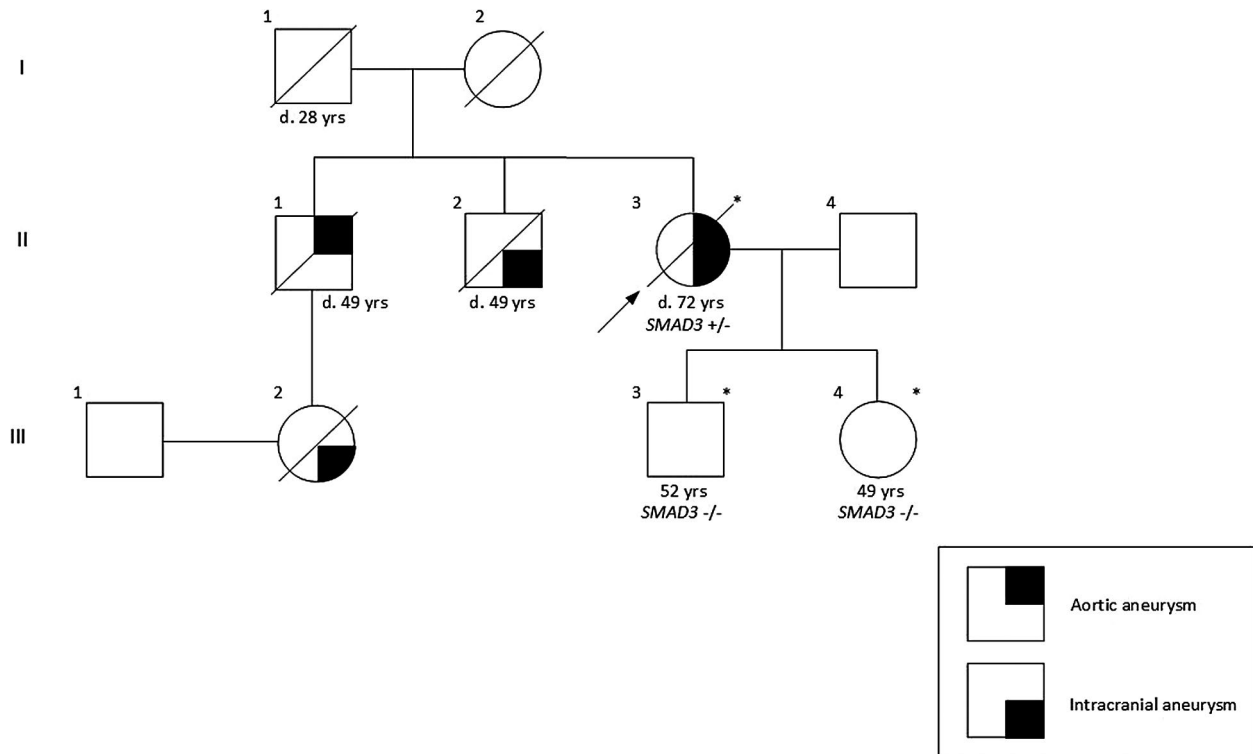 1 2
I
d. 28 yrs
1 2 3 * 4
II
d. 49 yrs d. 49 yrs d. 72 yrs
SMAD3 +/-
1 2 3 * 4 *
III
52 yrs 49 yrs
SMAD3 -/- SMAD3 -/-
Aortic aneurysm
Intracranial aneurysm